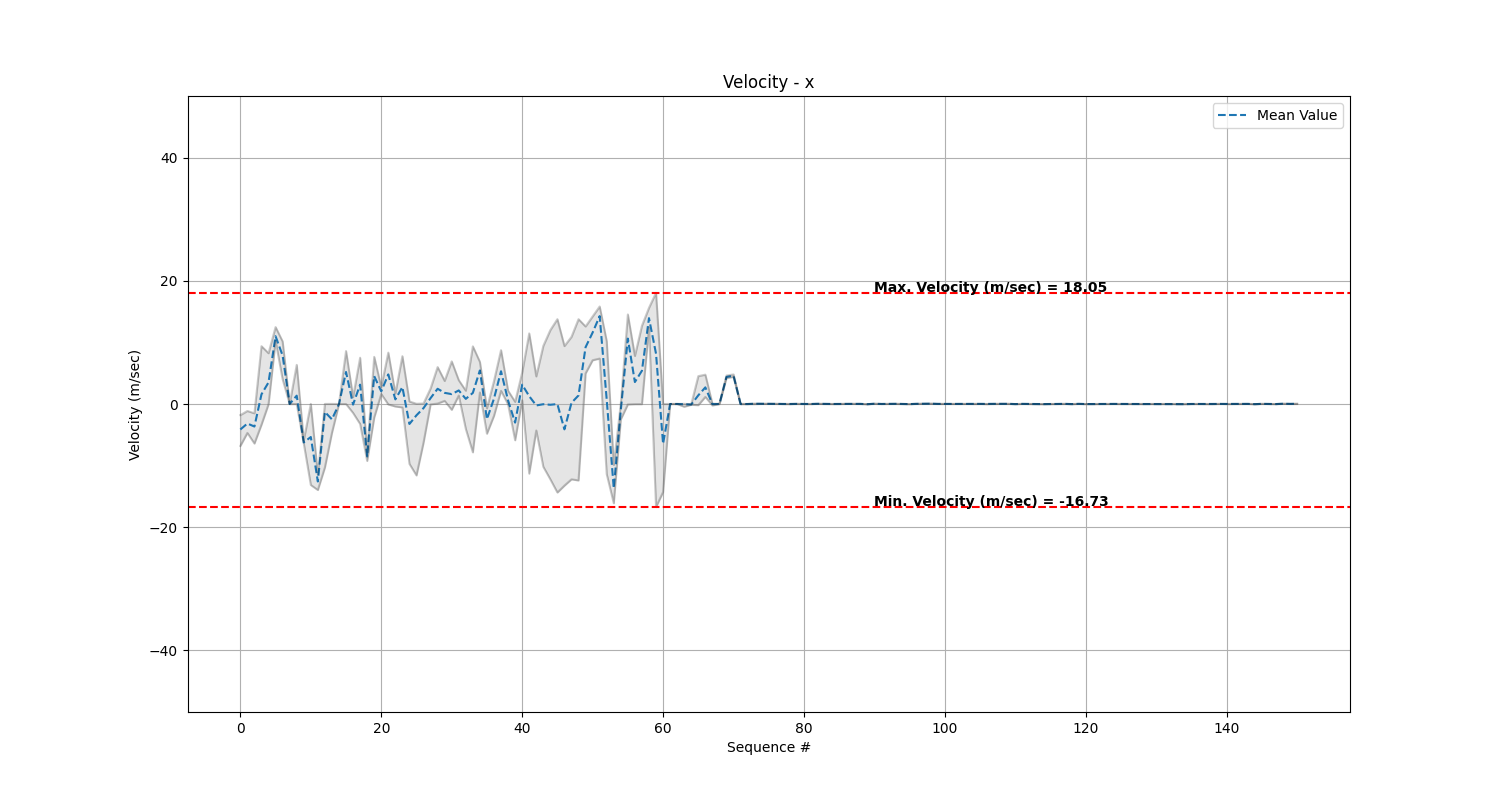 Velocity - x
Mean Value
40
20
0
−20
−40
Velocity (m/sec)
Max. Velocity (m/sec) = 18.05
Min. Velocity (m/sec) = -16.73
0 20 40 60 80 100 120 140
Sequence #